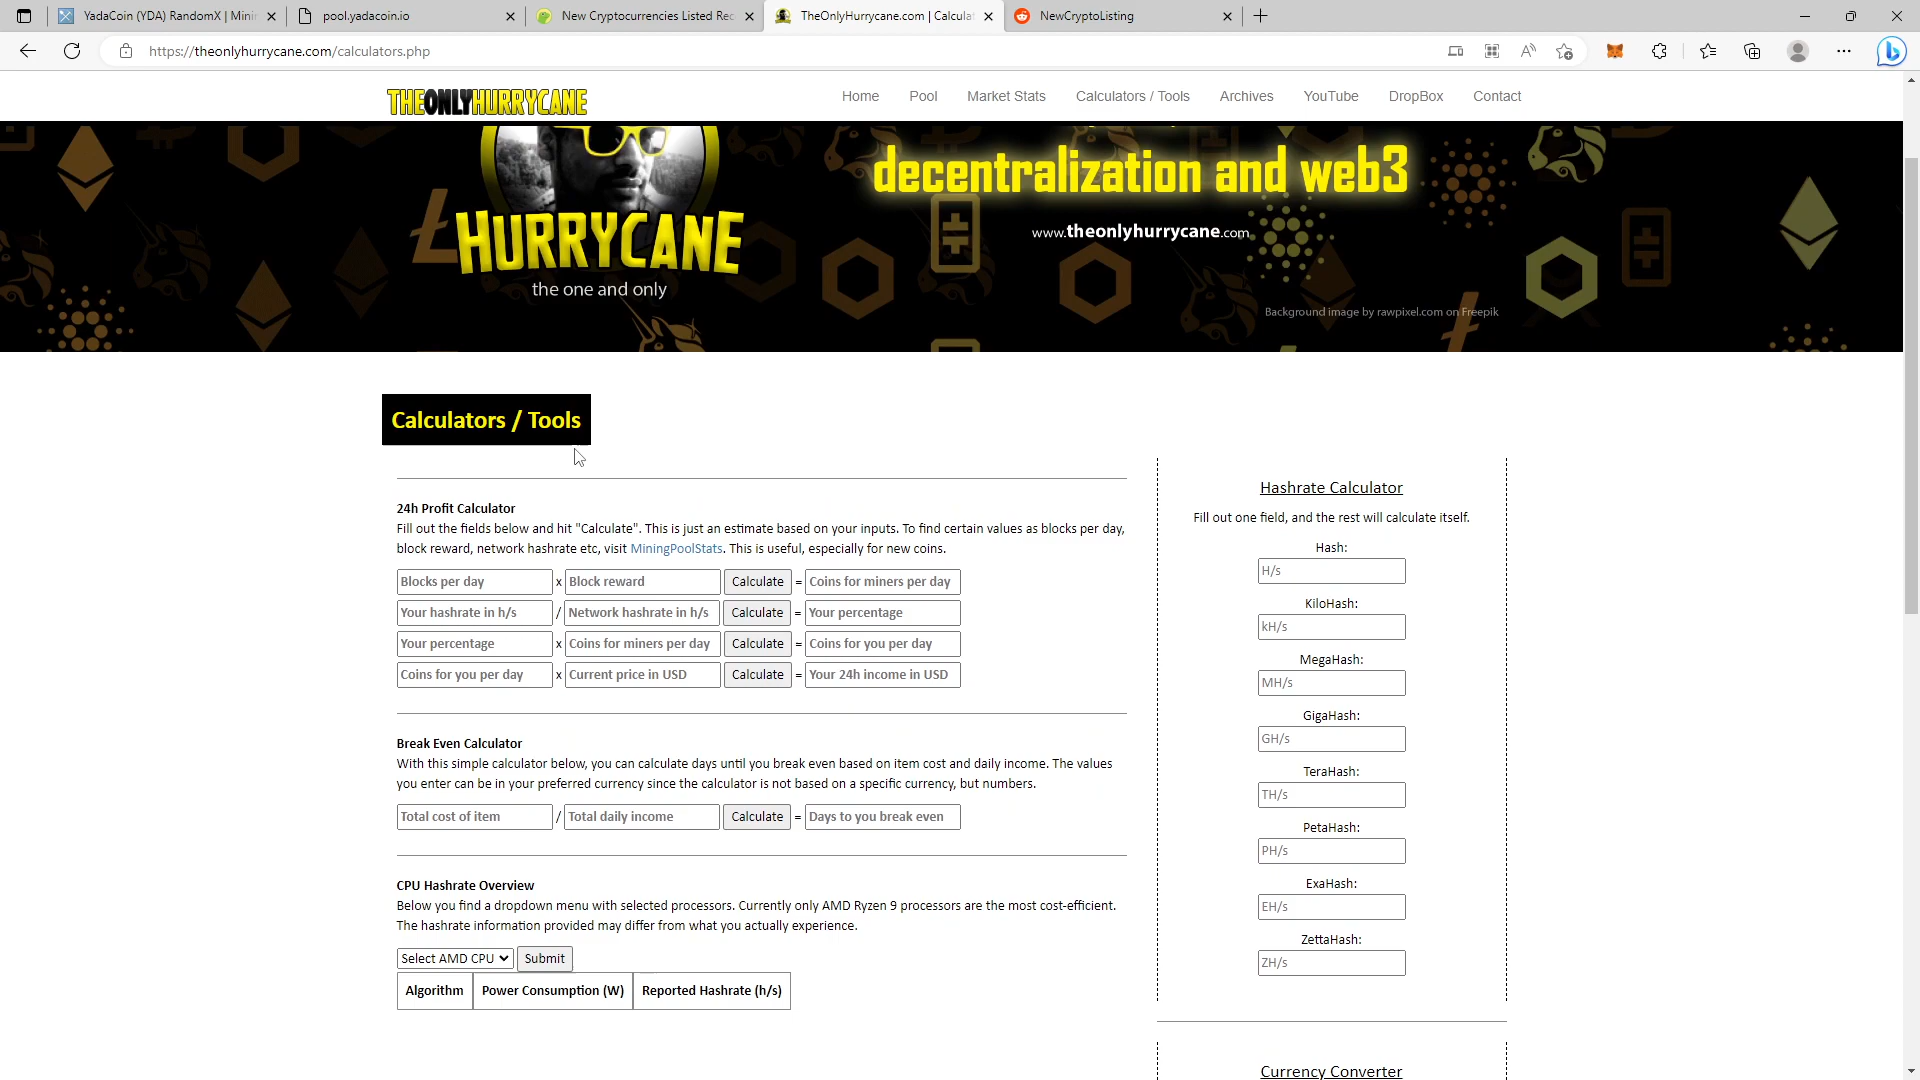 YadaCoin (YDA) RandomX | Mini
pool.yadacoin.io
New Cryptocurrencies Listed Rec
TheOnlyHurrycane.com | Calculat
NewCryptoListing
https://theonlyhurrycane.com/calculators.php
THEONLYHURRYCANE
Home
Pool
Market Stats
Calculators / Tools
Archives
YouTube
DropBox
Contact
decentralization and web3
www.theonlyhurrycane.com
HURRYCANE
the one and only
Background image by rawpixel.com on Freepik
Calculators / Tools
24h Profit Calculator
Fill out the fields below and hit "Calculate". This is just an estimate based on your inputs. To find certain values as blocks per day,
block reward, network hashrate etc, visit MiningPoolStats. This is useful, especially for new coins.
Blocks per day x Block reward Calculate = Coins for miners per day
Your hashrate in h/s / Network hashrate in h/s Calculate = Your percentage
Your percentage x Coins for miners per day Calculate = Coins for you per day
Coins for you per day x Current price in USD Calculate = Your 24h income in USD
Break Even Calculator
With this simple calculator below, you can calculate days until you break even based on item cost and daily income. The values
you enter can be in your preferred currency since the calculator is not based on a specific currency, but numbers.
Total cost of item / Total daily income Calculate = Days to you break even
CPU Hashrate Overview
Below you find a dropdown menu with selected processors. Currently only AMD Ryzen 9 processors are the most cost-efficient.
The hashrate information provided may differ from what you actually experience.
Select AMD CPU Submit
Algorithm Power Consumption (W) Reported Hashrate (h/s)
Hashrate Calculator
Fill out one field, and the rest will calculate itself.
Hash:
H/s
KiloHash:
kH/s
MegaHash:
MH/s
GigaHash:
GH/s
TeraHash:
TH/s
PetaHash:
PH/s
ExaHash:
EH/s
ZettaHash:
ZH/s
Currency Converter